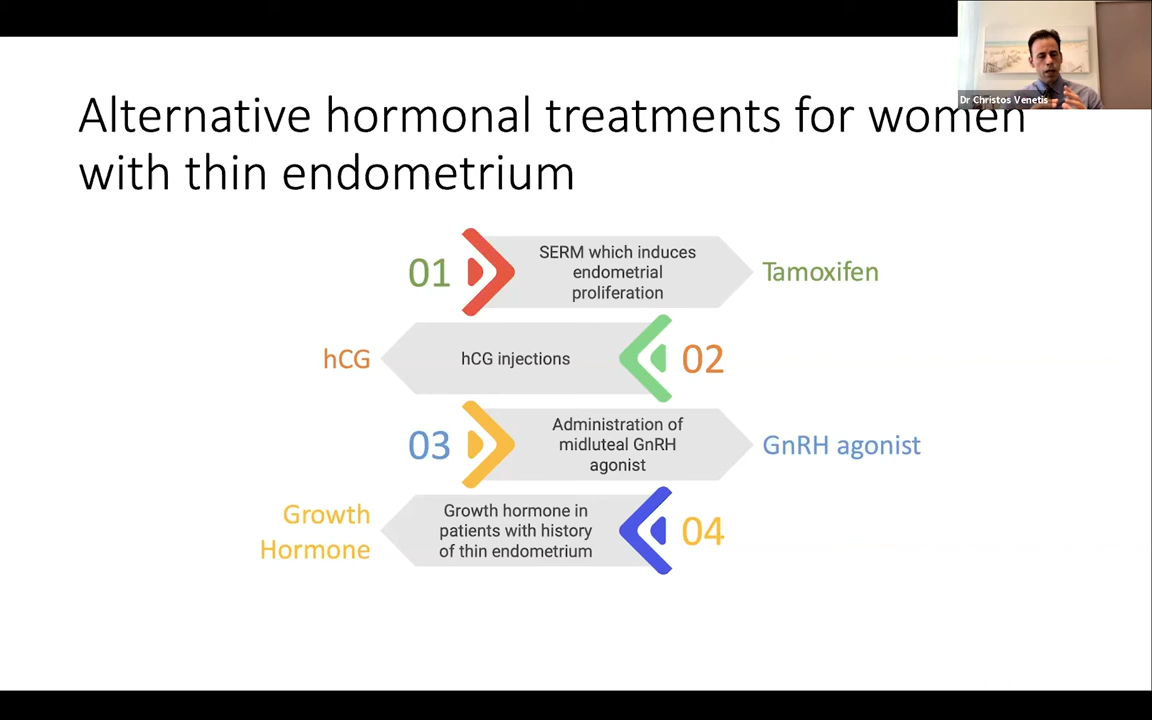 Dr Christos Venetis
Alternative hormonal treatments for women
with thin endometrium
01
SERM which induces
endometrial
proliferation
Tamoxifen
hCG
hCG injections
02
03
Administration of
midluteal GnRH
agonist
GnRH agonist
Growth
Hormone
Growth hormone in
patients with history
of thin endometrium
04